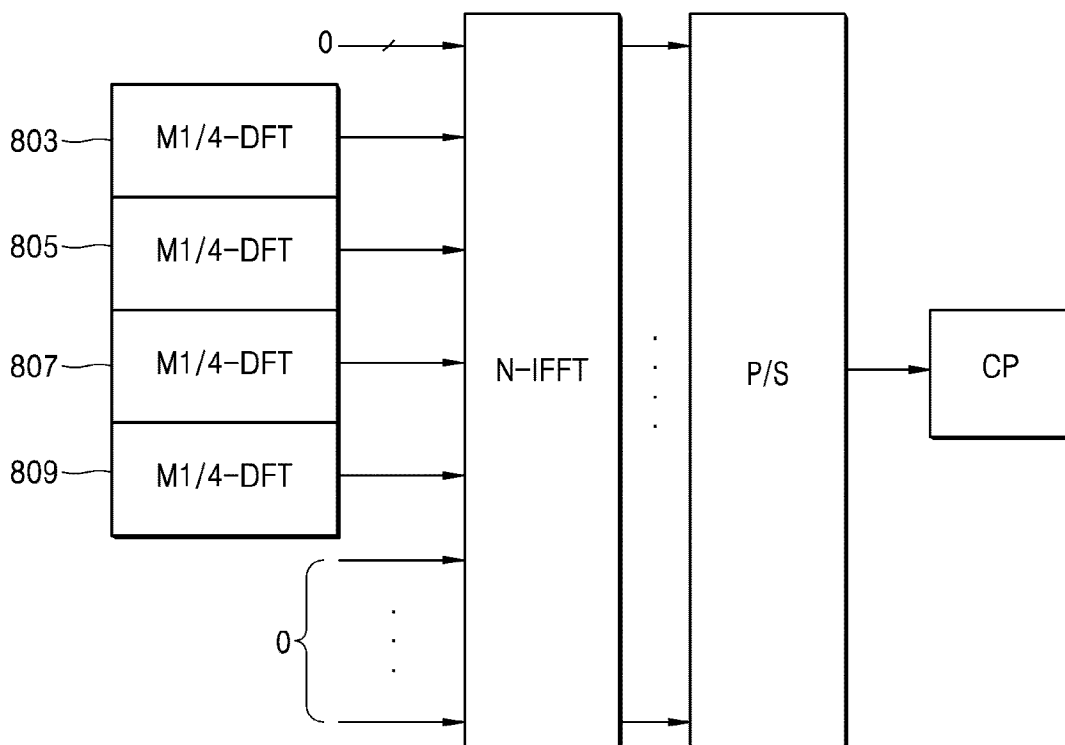 0
803 M1/4-DFT
805 M1/4-DFT
807 M1/4-DFT
N-IFFT
P/S
CP
809 M1/4-DFT
0